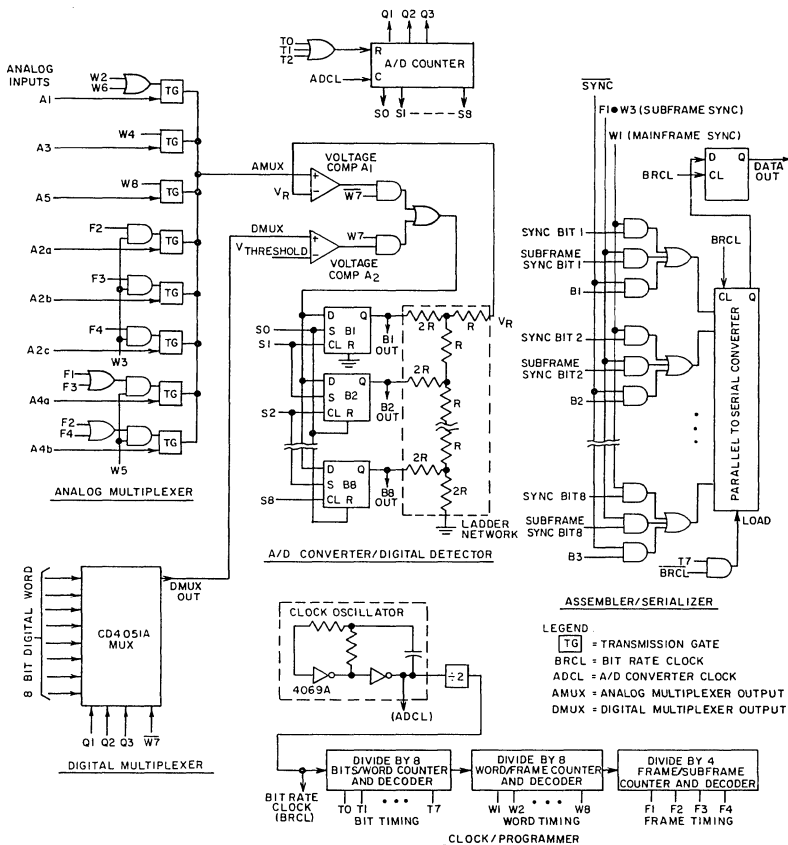 Q1 Q2 Q3
T0
T1
T2
R
A/D COUNTER
ADCL
C
S0 S1 S8
ANALOG
INPUTS
W2
W6
TG
A1
W4
TG
A3
W8
TG
A5
F2
TG
A2a
F3
TG
A2b
F4
TG
A2c
W3
F1
F3
TG
A4a
F2
F4
TG
A4b
W5
ANALOG MULTIPLEXER
AMUX
VOLTAGE
COMP A1
+
−
VR
W7
DMUX
W7
VTHRESHOLD
+
−
VOLTAGE
COMP A2
D Q
S0
S B1
S1
CL R
B1
OUT
2R
R
VR
R
D Q
S B2
S2
CL R
B2
OUT
2R
R
R
D Q
S B8
S8
CL R
B8
OUT
2R
2R
LADDER
NETWORK
A/D CONVERTER/DIGITAL DETECTOR
SYNC
F1●W3 (SUBFRAME SYNC)
W1 (MAINFRAME SYNC)
D Q
DATA
OUT
BRCL
CL
SYNC BIT 1
SUBFRAME
SYNC BIT 1
B1
BRCL
CL Q
PARALLEL TO SERIAL CONVERTER
SYNC BIT 2
SUBFRAME
SYNC BIT2
B2
SYNC BIT8
SUBFRAME
SYNC BIT8
B3
LOAD
T7
BRCL
ASSEMBLER/SERIALIZER
8 BIT DIGITAL WORD
CD4051A
MUX
DMUX
OUT
Q1 Q2 Q3 W7
DIGITAL MULTIPLEXER
CLOCK OSCILLATOR
4069A
(ADCL)
÷2
LEGEND
TG = TRANSMISSION GATE
BRCL = BIT RATE CLOCK
ADCL = A/D CONVERTER CLOCK
AMUX = ANALOG MULTIPLEXER OUTPUT
DMUX = DIGITAL MULTIPLEXER OUTPUT
BIT RATE
CLOCK
(BRCL)
DIVIDE BY 8
BITS/WORD COUNTER
AND DECODER
T0 T1 • • • T7
BIT TIMING
DIVIDE BY 8
WORD/FRAME COUNTER
AND DECODER
W1 W2 • • • W8
WORD TIMING
DIVIDE BY 4
FRAME/SUBFRAME
COUNTER AND DECODER
F1 F2 F3 F4
FRAME TIMING
CLOCK/PROGRAMMER